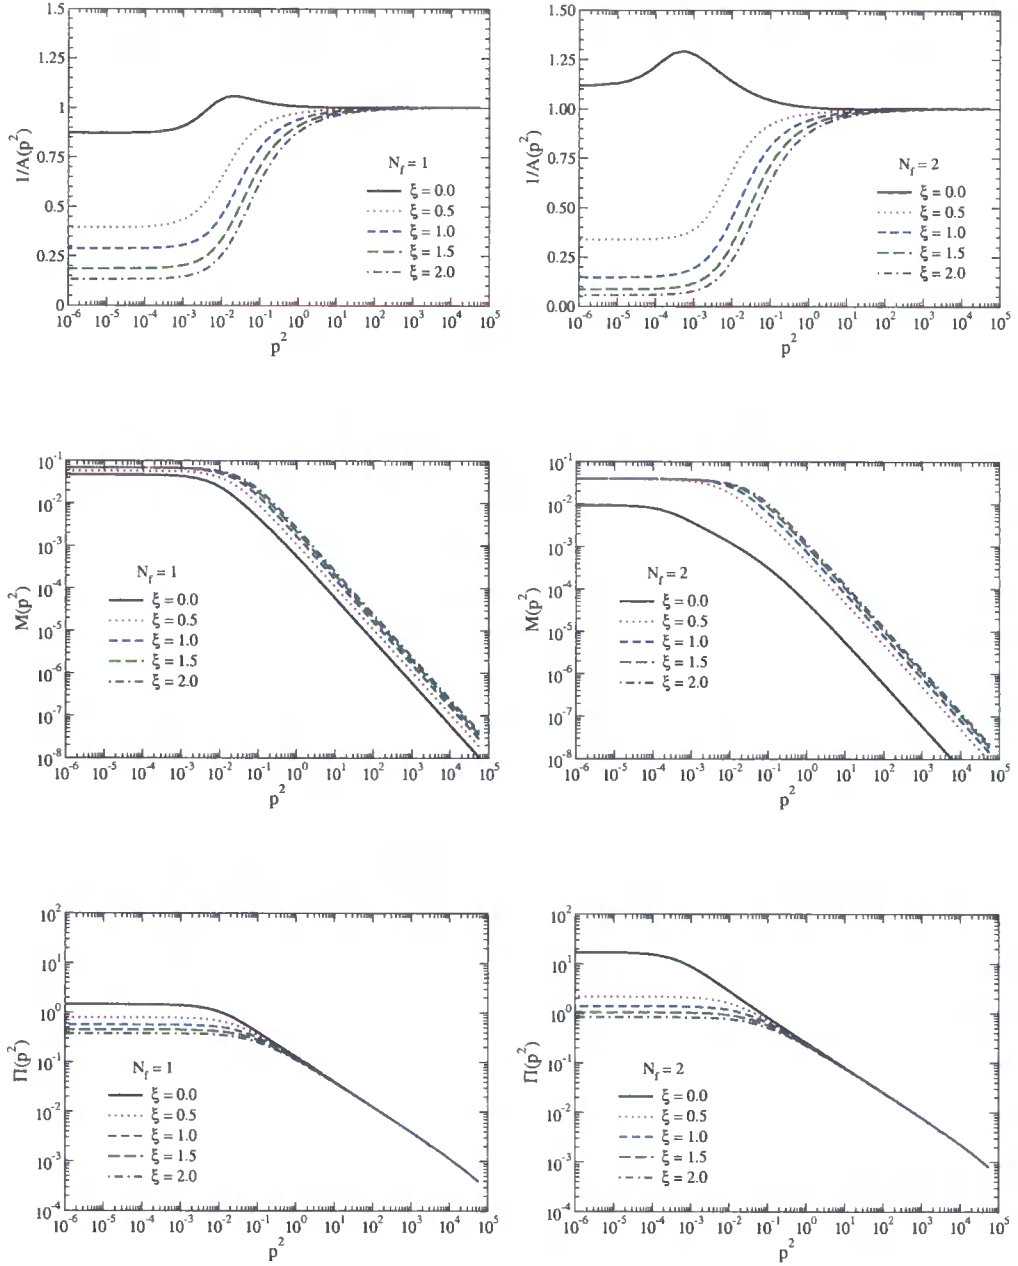 1.5
1.25
1
0.75
0.5
0.25
0
1/A(p²)
N_f = 1
ξ = 0.0
ξ = 0.5
ξ = 1.0
ξ = 1.5
ξ = 2.0
10⁻⁶ 10⁻⁵ 10⁻⁴ 10⁻³ 10⁻² 10⁻¹ 10⁰ 10¹ 10² 10³ 10⁴ 10⁵
p²
1.50
1.25
1.00
0.75
0.50
0.25
0.00
1/A(p²)
N_f = 2
ξ = 0.0
ξ = 0.5
ξ = 1.0
ξ = 1.5
ξ = 2.0
10⁻⁶ 10⁻⁵ 10⁻⁴ 10⁻³ 10⁻² 10⁻¹ 10⁰ 10¹ 10² 10³ 10⁴ 10⁵
p²
10⁻¹
10⁻²
10⁻³
10⁻⁴
10⁻⁵
10⁻⁶
10⁻⁷
10⁻⁸
M(p²)
N_f = 1
ξ = 0.0
ξ = 0.5
ξ = 1.0
ξ = 1.5
ξ = 2.0
10⁻⁶ 10⁻⁵ 10⁻⁴ 10⁻³ 10⁻² 10⁻¹ 10⁰ 10¹ 10² 10³ 10⁴ 10⁵
p²
10⁻¹
10⁻²
10⁻³
10⁻⁴
10⁻⁵
10⁻⁶
10⁻⁷
10⁻⁸
M(p²)
N_f = 2
ξ = 0.0
ξ = 0.5
ξ = 1.0
ξ = 1.5
ξ = 2.0
10⁻⁶ 10⁻⁵ 10⁻⁴ 10⁻³ 10⁻² 10⁻¹ 10⁰ 10¹ 10² 10³ 10⁴ 10⁵
p²
10²
10¹
10⁰
10⁻¹
10⁻²
10⁻³
10⁻⁴
Π(p²)
N_f = 1
ξ = 0.0
ξ = 0.5
ξ = 1.0
ξ = 1.5
ξ = 2.0
10⁻⁶ 10⁻⁵ 10⁻⁴ 10⁻³ 10⁻² 10⁻¹ 10⁰ 10¹ 10² 10³ 10⁴ 10⁵
p²
10²
10¹
10⁰
10⁻¹
10⁻²
10⁻³
10⁻⁴
Π(p²)
N_f = 2
ξ = 0.0
ξ = 0.5
ξ = 1.0
ξ = 1.5
ξ = 2.0
10⁻⁶ 10⁻⁵ 10⁻⁴ 10⁻³ 10⁻² 10⁻¹ 10⁰ 10¹ 10² 10³ 10⁴ 10⁵
p²